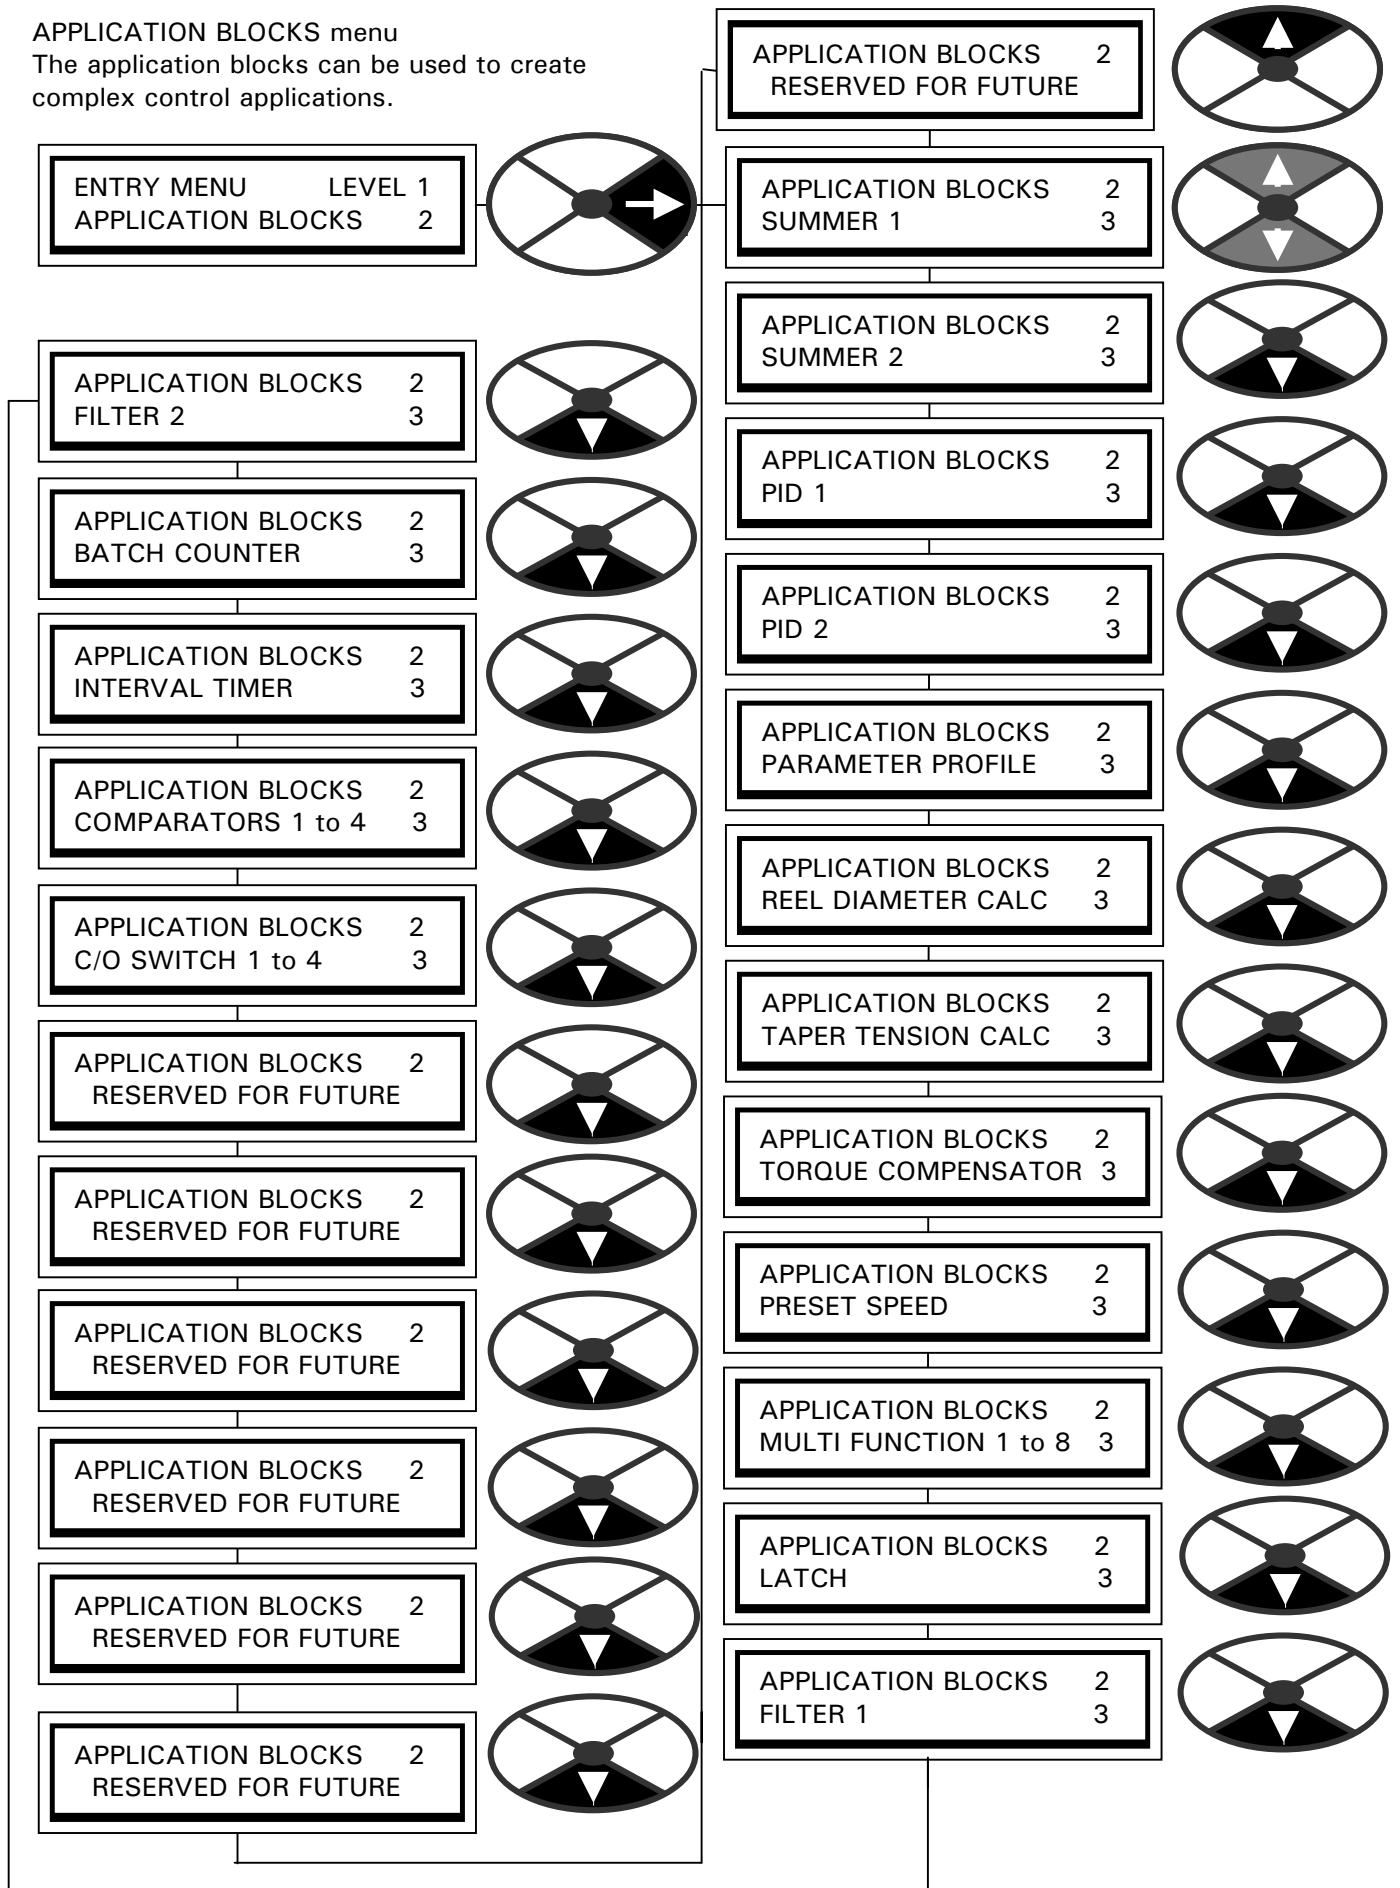 APPLICATION BLOCKS menu
The application blocks can be used to create
complex control applications.
ENTRY MENU LEVEL 1
APPLICATION BLOCKS 2
FILTER 2 3
APPLICATION BLOCKS 2
BATCH COUNTER 3
APPLICATION BLOCKS 2
INTERVAL TIMER 3
APPLICATION BLOCKS 2
COMPARATORS 1 to 4 3
APPLICATION BLOCKS 2
C/O SWITCH 1 to 4 3
APPLICATION BLOCKS 2
RESERVED FOR FUTURE
APPLICATION BLOCKS 2
RESERVED FOR FUTURE
APPLICATION BLOCKS 2
RESERVED FOR FUTURE
APPLICATION BLOCKS 2
RESERVED FOR FUTURE
APPLICATION BLOCKS 2
RESERVED FOR FUTURE
APPLICATION BLOCKS 2
RESERVED FOR FUTURE
APPLICATION BLOCKS 2
RESERVED FOR FUTURE
APPLICATION BLOCKS 2
SUMMER 1 3
APPLICATION BLOCKS 2
SUMMER 2 3
APPLICATION BLOCKS 2
PID 1 3
APPLICATION BLOCKS 2
PID 2 3
APPLICATION BLOCKS 2
PARAMETER PROFILE 3
APPLICATION BLOCKS 2
REEL DIAMETER CALC 3
APPLICATION BLOCKS 2
TAPER TENSION CALC 3
APPLICATION BLOCKS 2
TORQUE COMPENSATOR 3
APPLICATION BLOCKS 2
PRESET SPEED 3
APPLICATION BLOCKS 2
MULTI FUNCTION 1 to 8 3
APPLICATION BLOCKS 2
LATCH 3
APPLICATION BLOCKS 2
FILTER 1 3